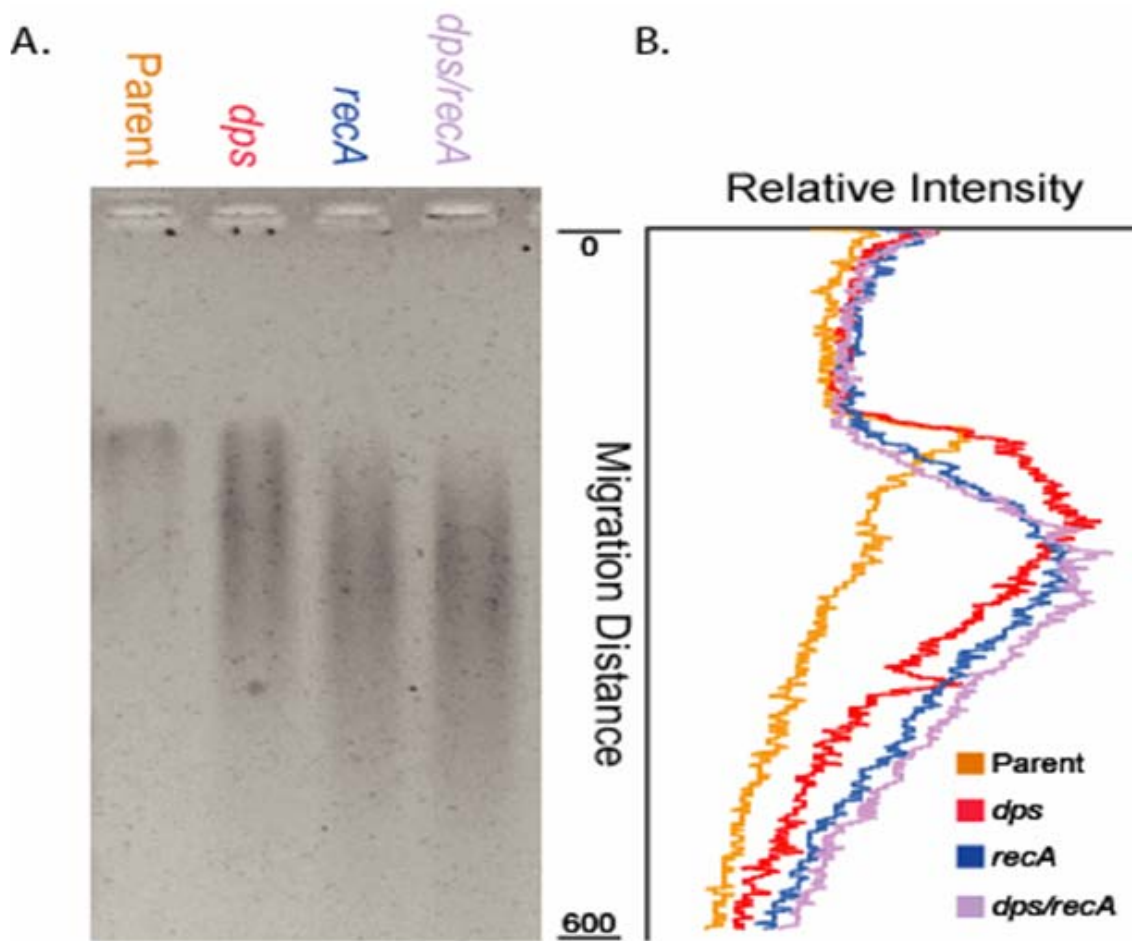 A.
Parent
dps
recA
dps/recA
B.
Relative Intensity
0
Migration Distance
600
Parent
dps
recA
dps/recA